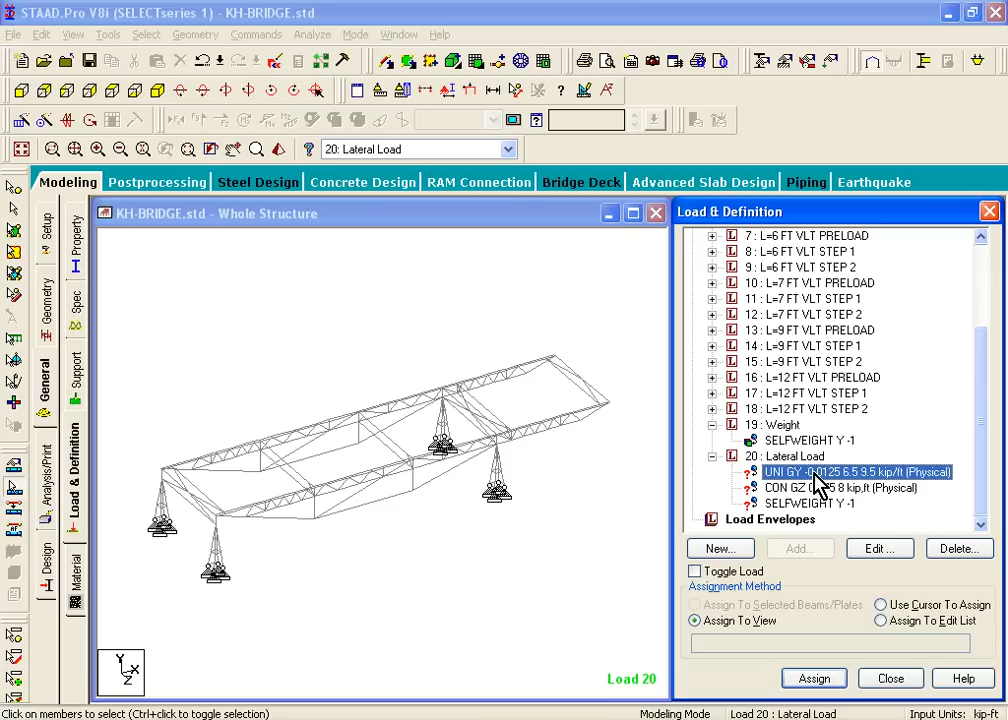 STAAD.Pro V8i (SELECTseries 1) - KH-BRIDGE.std
File Edit View Tools Select Geometry Commands Analyze Mode Window Help
20: Lateral Load
Modeling Postprocessing Steel Design Concrete Design RAM Connection Bridge Deck Advanced Slab Design Piping Earthquake
Setup
Geometry
General
Analysis/Print
Design
Property
Spec
Support
Load & Definition
Material
KH-BRIDGE.std - Whole Structure
Y
X
Z
Load 20
Load & Definition
7 : L=6 FT VLT PRELOAD
8 : L=6 FT VLT STEP 1
9 : L=6 FT VLT STEP 2
10 : L=7 FT VLT PRELOAD
11 : L=7 FT VLT STEP 1
12 : L=7 FT VLT STEP 2
13 : L=9 FT VLT PRELOAD
14 : L=9 FT VLT STEP 1
15 : L=9 FT VLT STEP 2
16 : L=12 FT VLT PRELOAD
17 : L=12 FT VLT STEP 1
18 : L=12 FT VLT STEP 2
19 : Weight
SELFWEIGHT Y -1
20 : Lateral Load
UNI GY -0.0125 6.5 9.5 kip/ft (Physical)
CON GZ 8 kip,ft (Physical)
SELFWEIGHT Y -1
Load Envelopes
New... Add... Edit ... Delete...
Toggle Load
Assignment Method
Assign To Selected Beams/Plates Use Cursor To Assign
Assign To View Assign To Edit List
Assign Close Help
Click on members to select (Ctrl+click to toggle selection) Modeling Mode Load 20 : Lateral Load Input Units: kip-ft